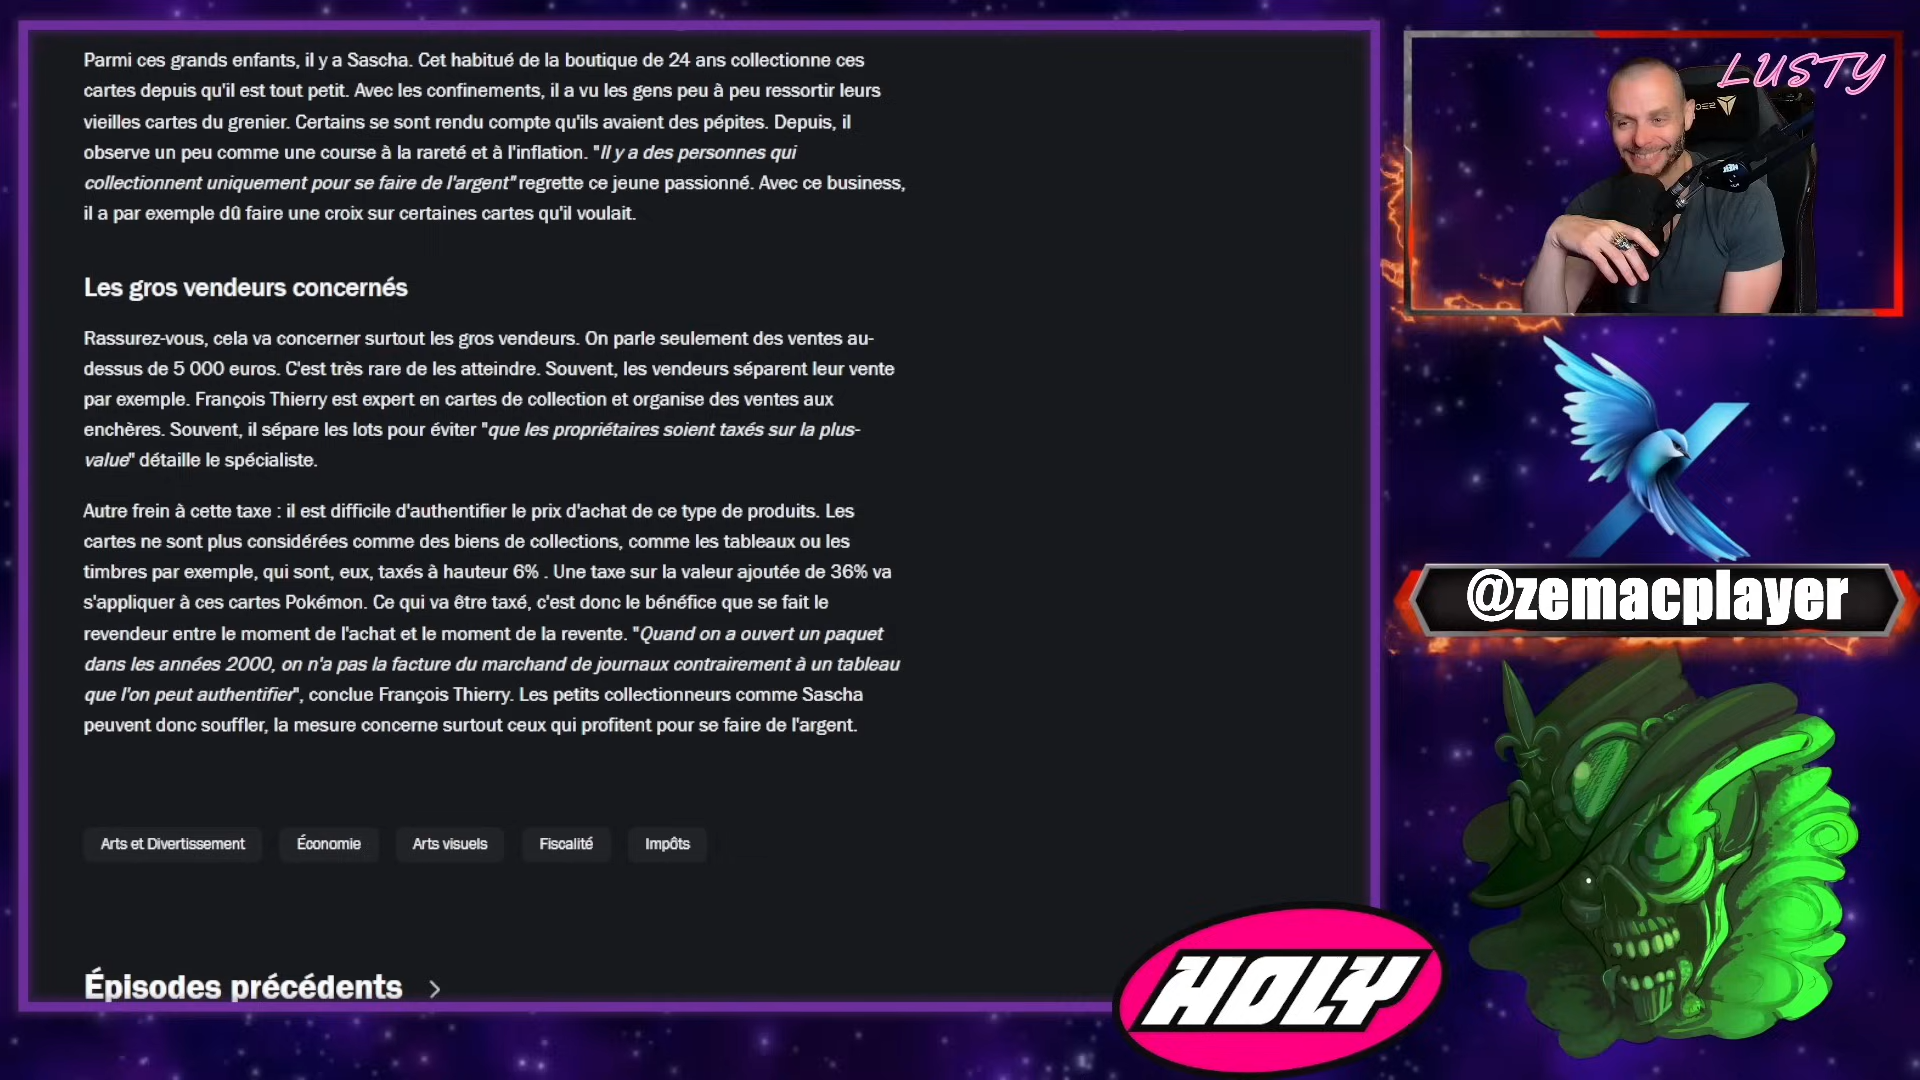 Parmi ces grands enfants, il y a Sascha. Cet habitué de la boutique de 24 ans collectionne ces
cartes depuis qu'il est tout petit. Avec les confinements, il a vu les gens peu à peu ressortir leurs
vieilles cartes du grenier. Certains se sont rendu compte qu'ils avaient des pépites. Depuis, il
observe un peu comme une course à la rareté et à l'inflation. "Il y a des personnes qui
collectionnent uniquement pour se faire de l'argent" regrette ce jeune passionné. Avec ce business,
il a par exemple dû faire une croix sur certaines cartes qu'il voulait.
Les gros vendeurs concernés
Rassurez-vous, cela va concerner surtout les gros vendeurs. On parle seulement des ventes au-
dessus de 5 000 euros. C'est très rare de les atteindre. Souvent, les vendeurs séparent leur vente
par exemple. François Thierry est expert en cartes de collection et organise des ventes aux
enchères. Souvent, il sépare les lots pour éviter "que les propriétaires soient taxés sur la plus-
value" détaille le spécialiste.
Autre frein à cette taxe : il est difficile d'authentifier le prix d'achat de ce type de produits. Les
cartes ne sont plus considérées comme des biens de collections, comme les tableaux ou les
timbres par exemple, qui sont, eux, taxés à hauteur 6% . Une taxe sur la valeur ajoutée de 36% va
s'appliquer à ces cartes Pokémon. Ce qui va être taxé, c'est donc le bénéfice que se fait le
revendeur entre le moment de l'achat et le moment de la revente. "Quand on a ouvert un paquet
dans les années 2000, on n'a pas la facture du marchand de journaux contrairement à un tableau
que l'on peut authentifier", conclue François Thierry. Les petits collectionneurs comme Sascha
peuvent donc souffler, la mesure concerne surtout ceux qui profitent pour se faire de l'argent.
Arts et Divertissement
Économie
Arts visuels
Fiscalité
Impôts
Épisodes précédents
LUSTY
@zemacplayer
HOLY